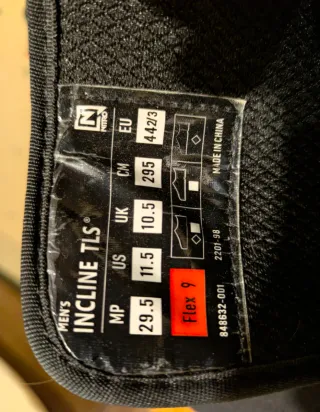 MEN'S
INCLINE TLS®
NITRO
MP US UK CM EU
29.5 11.5 10.5 295 44 2/3
Flex 9
848632-001 2201-98 MADE IN CHINA